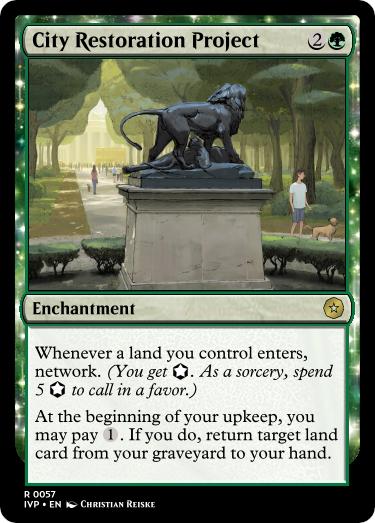 City Restoration Project 2
Enchantment
Whenever a land you control enters,
network. (You get . As a sorcery, spend
5 to call in a favor.)
At the beginning of your upkeep, you
may pay 1. If you do, return target land
card from your graveyard to your hand.
R 0057
IVP • EN Christian Reiske